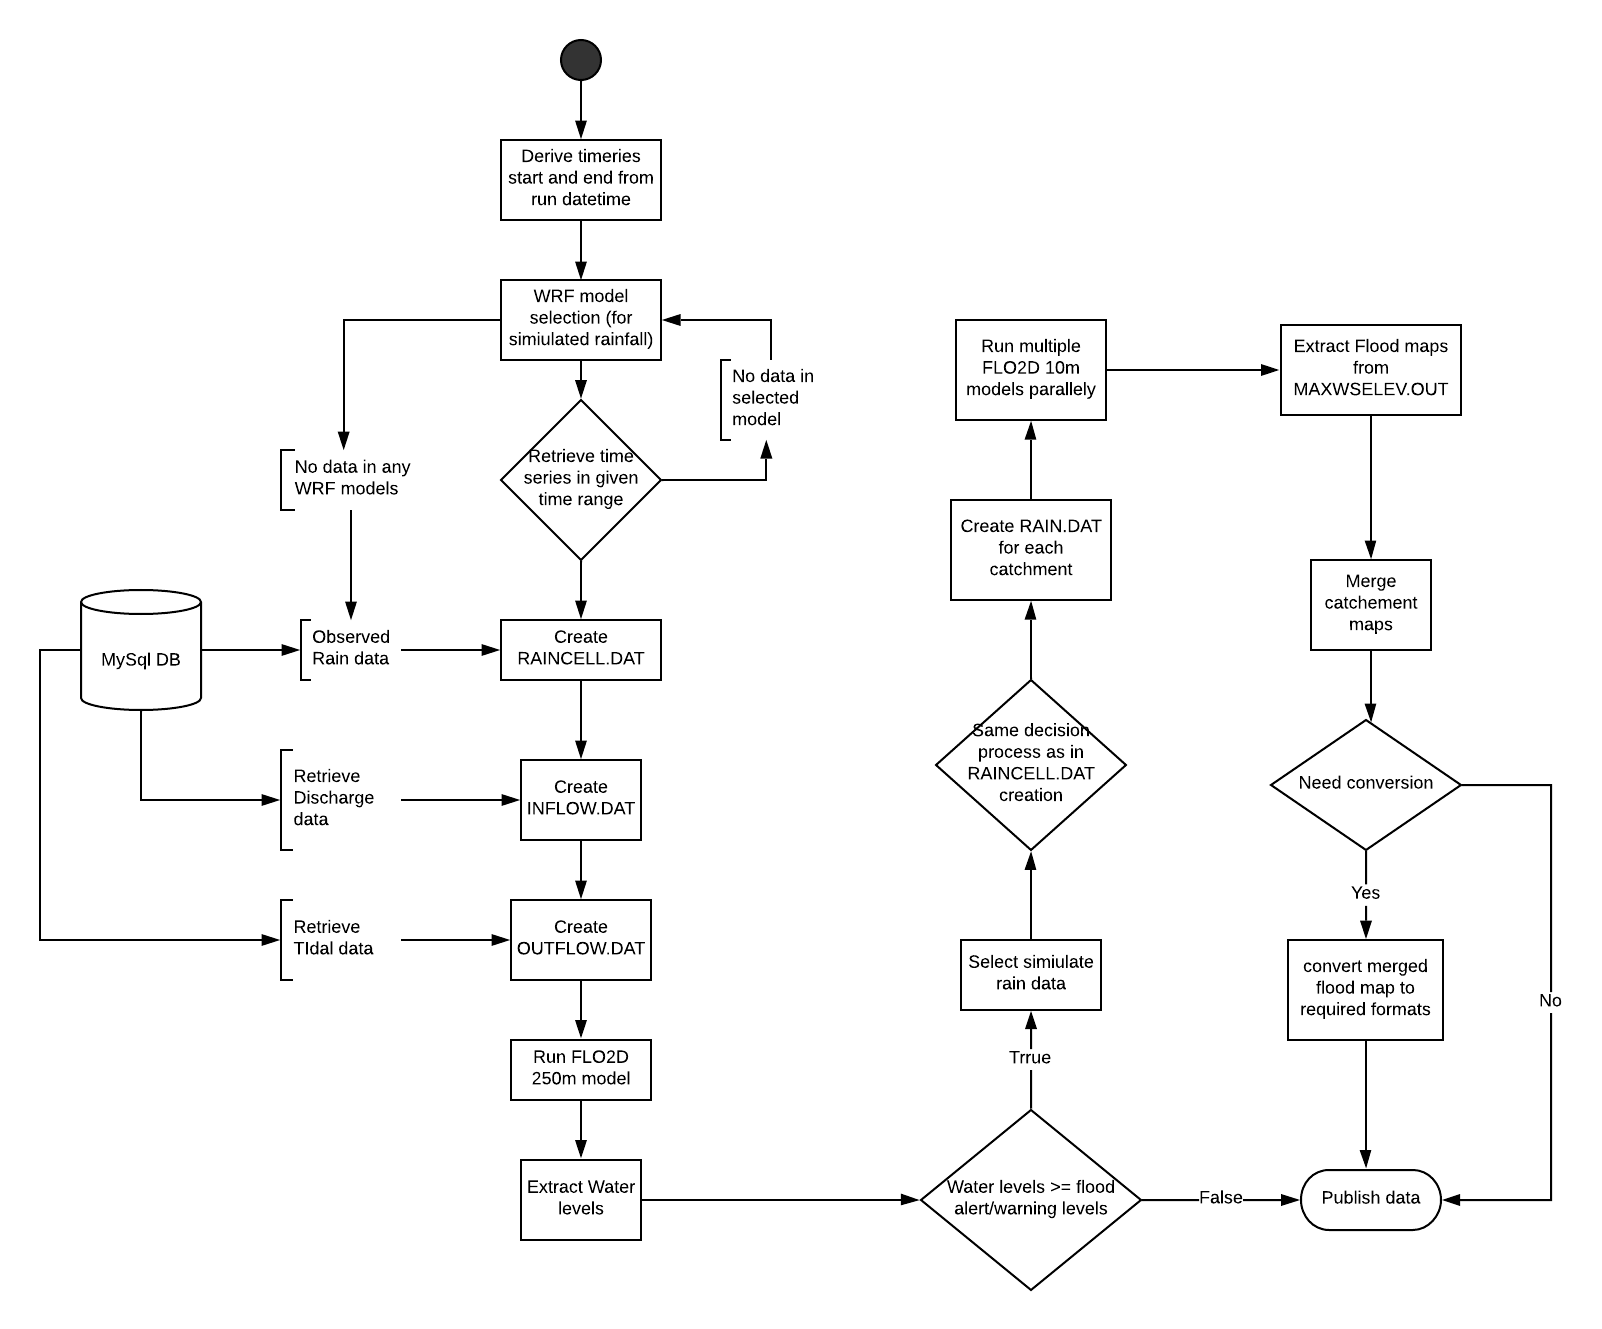 Derive timeries
start and end from
run datetime
WRF model
selection (for
simiulated rainfall)
No data in
selected
model
Retrieve time
series in given
time range
No data in any
WRF models
MySql DB
Observed
Rain data
Create
RAINCELL.DAT
Retrieve
Discharge
data
Create
INFLOW.DAT
Retrieve
TIdal data
Create
OUTFLOW.DAT
Run FLO2D
250m model
Extract Water
levels
Water levels >= flood
alert/warning levels
False
Trrue
Select simiulate
rain data
Same decision
process as in
RAINCELL.DAT
creation
Create RAIN.DAT
for each
catchment
Run multiple
FLO2D 10m
models parallely
Extract Flood maps
from
MAXWSELEV.OUT
Merge
catchement
maps
Need conversion
Yes
No
convert merged
flood map to
required formats
Publish data